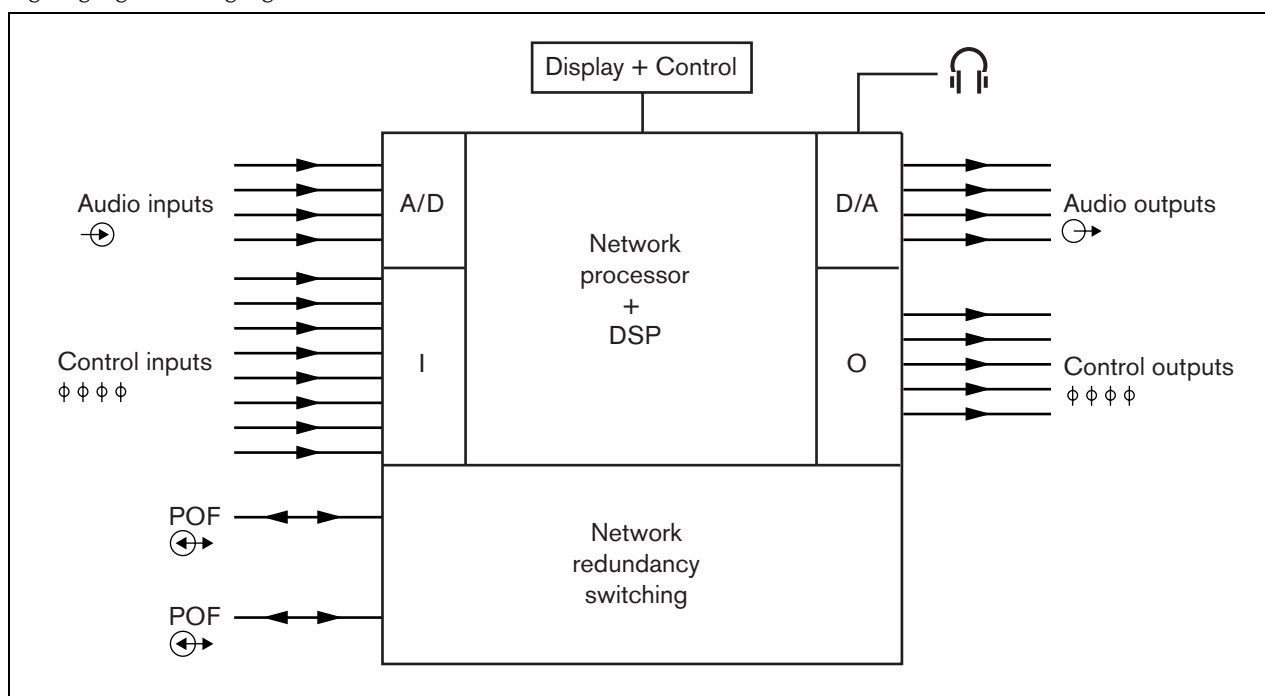 Display + Control
Audio inputs
A/D
Network
processor
+
DSP
D/A
Audio outputs
Control inputs
I
O
Control outputs
POF
POF
Network
redundancy
switching